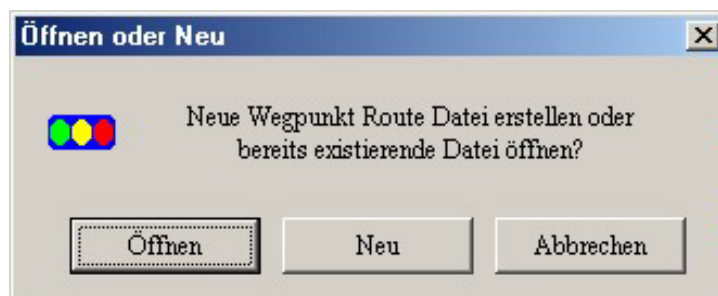 Öffnen oder Neu
Neue Wegpunkt Route Datei erstellen oder
bereits existierende Datei öffnen?
Öffnen
Neu
Abbrechen